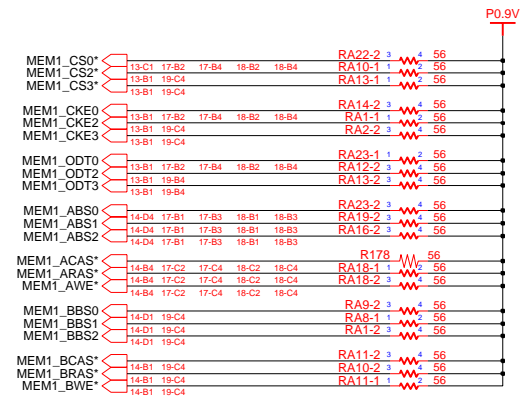 P0.9V
MEM1_CS0* RA22-2 3 4 56
13-C1 17-B2 17-B4 18-B2 18-B4
MEM1_CS2* RA10-1 1 2 56
13-B1 19-C4
MEM1_CS3* RA13-1 1 2 56
13-B1 19-C4
MEM1_CKE0 RA14-2 3 4 56
13-B1 17-B2 17-B4 18-B2 18-B4
MEM1_CKE2 RA1-1 1 2 56
13-B1 19-C4
MEM1_CKE3 RA2-2 3 4 56
13-B1 19-C4
MEM1_ODT0 RA23-1 1 2 56
13-B1 17-B2 17-B4 18-B2 18-B4
MEM1_ODT2 RA12-2 3 4 56
13-B1 19-B4
MEM1_ODT3 RA13-2 3 4 56
13-B1 19-B4
MEM1_ABS0 RA23-2 3 4 56
14-D4 17-B1 17-B3 18-B1 18-B3
MEM1_ABS1 RA19-2 3 4 56
14-D4 17-B1 17-B3 18-B1 18-B3
MEM1_ABS2 RA16-2 3 4 56
14-D4 17-B1 17-B3 18-B1 18-B3
MEM1_ACAS* R178 56
14-B4 17-C2 17-C4 18-C2 18-C4
MEM1_ARAS* RA18-1 1 2 56
14-B4 17-C2 17-C4 18-C2 18-C4
MEM1_AWE* RA18-2 3 4 56
14-B4 17-C2 17-C4 18-C2 18-C4
MEM1_BBS0 RA9-2 3 4 56
14-D1 19-C4
MEM1_BBS1 RA8-1 1 2 56
14-D1 19-C4
MEM1_BBS2 RA1-2 3 4 56
14-D1 19-C4
MEM1_BCAS* RA11-2 3 4 56
14-B1 19-C4
MEM1_BRAS* RA10-2 3 4 56
14-B1 19-C4
MEM1_BWE* RA11-1 1 2 56
14-B1 19-C4